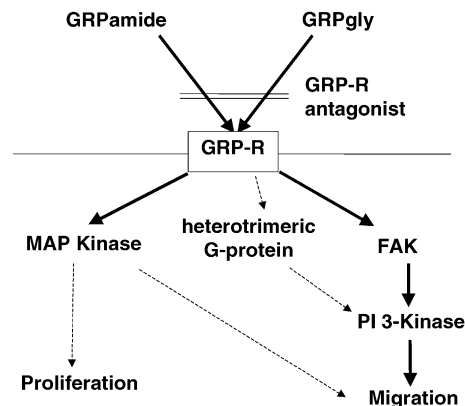 GRPamide
GRPgly
GRP-R
antagonist
GRP-R
MAP Kinase
heterotrimeric
G-protein
FAK
PI 3-Kinase
Proliferation
Migration